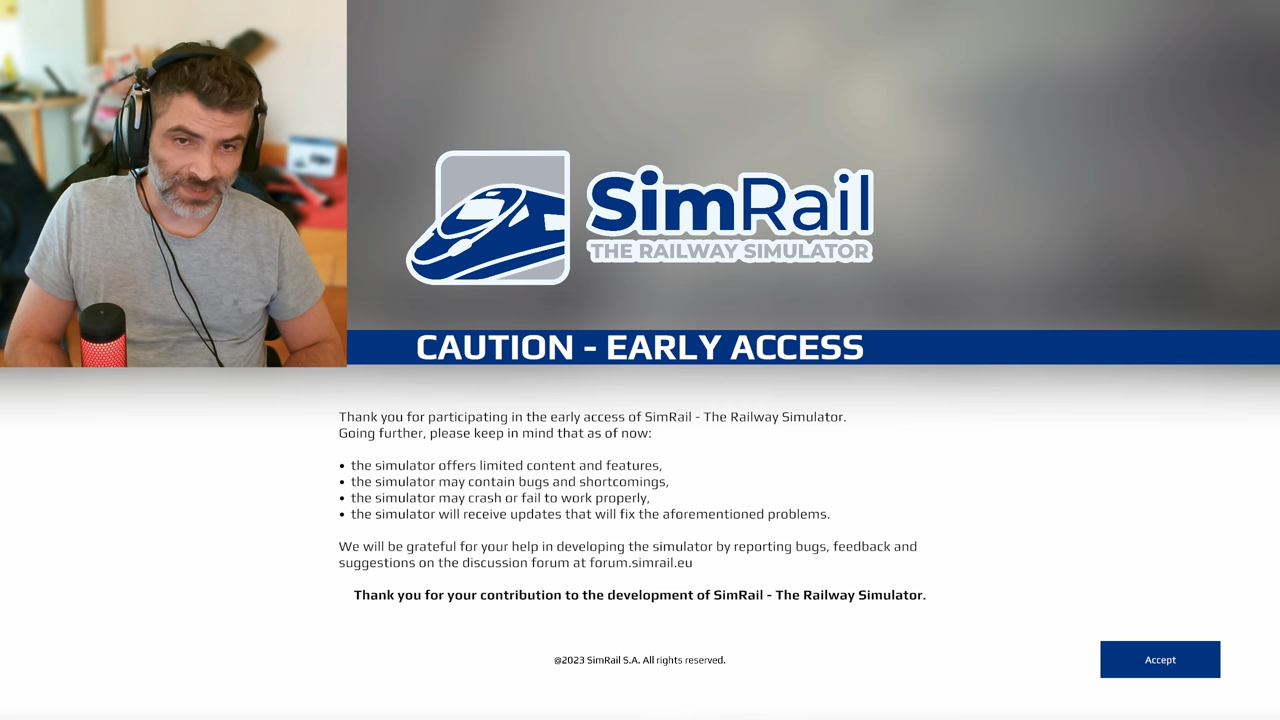 SimRail
THE RAILWAY SIMULATOR
CAUTION - EARLY ACCESS
Thank you for participating in the early access of SimRail - The Railway Simulator.
Going further, please keep in mind that as of now:
• the simulator offers limited content and features,
• the simulator may contain bugs and shortcomings,
• the simulator may crash or fail to work properly,
• the simulator will receive updates that will fix the aforementioned problems.
We will be grateful for your help in developing the simulator by reporting bugs, feedback and
suggestions on the discussion forum at forum.simrail.eu
Thank you for your contribution to the development of SimRail - The Railway Simulator.
@2023 SimRail S.A. All rights reserved.
Accept